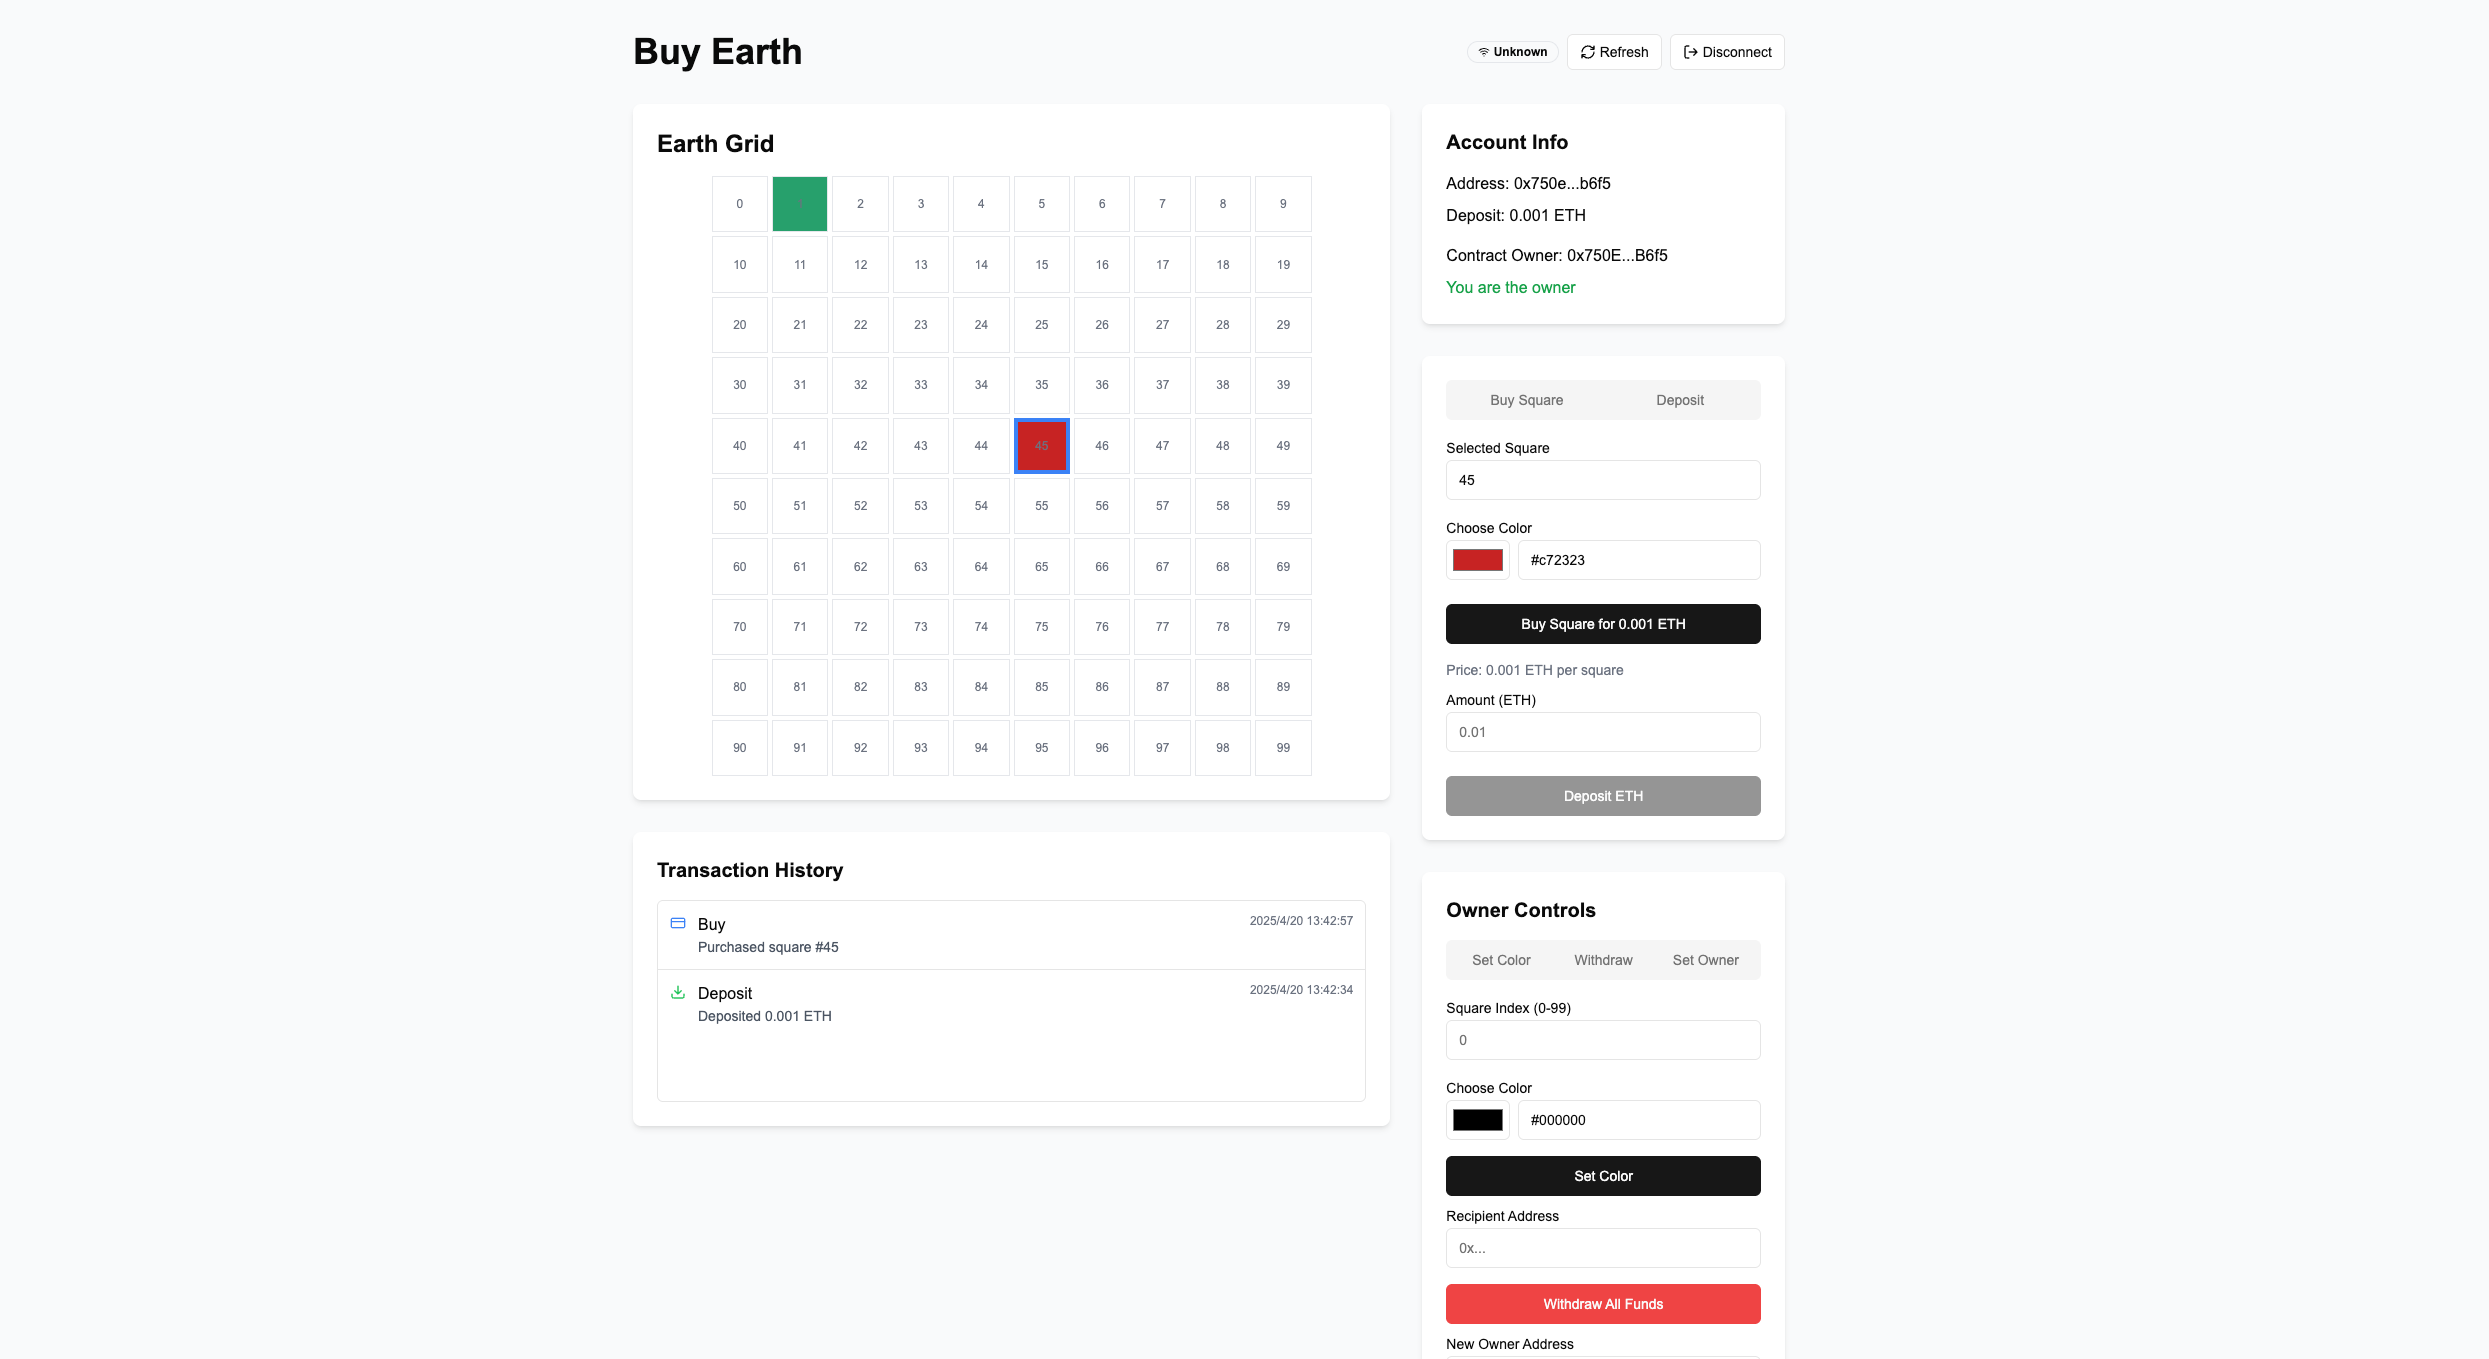 Buy Earth
Unknown
Refresh
Disconnect
Earth Grid
0 1 2 3 4 5 6 7 8 9
10 11 12 13 14 15 16 17 18 19
20 21 22 23 24 25 26 27 28 29
30 31 32 33 34 35 36 37 38 39
40 41 42 43 44 45 46 47 48 49
50 51 52 53 54 55 56 57 58 59
60 61 62 63 64 65 66 67 68 69
70 71 72 73 74 75 76 77 78 79
80 81 82 83 84 85 86 87 88 89
90 91 92 93 94 95 96 97 98 99
Transaction History
Buy
2025/4/20 13:42:57
Purchased square #45
Deposit
2025/4/20 13:42:34
Deposited 0.001 ETH
Account Info
Address: 0x750e...b6f5
Deposit: 0.001 ETH
Contract Owner: 0x750E...B6f5
You are the owner
Buy Square
Deposit
Selected Square
45
Choose Color
#c72323
Buy Square for 0.001 ETH
Price: 0.001 ETH per square
Amount (ETH)
0.01
Deposit ETH
Owner Controls
Set Color
Withdraw
Set Owner
Square Index (0-99)
0
Choose Color
#000000
Set Color
Recipient Address
0x...
Withdraw All Funds
New Owner Address